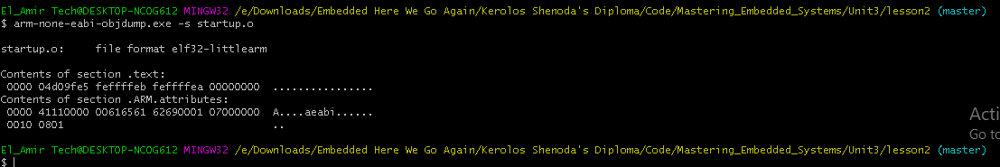 El_Amir Tech@DESKTOP-NCOG612 MINGW32 /e/Downloads/Embedded Here We Go Again/Kerolos Shenoda's Diploma/Code/Mastering_Embedded_Systems/Unit3/lesson2 (master)
$ arm-none-eabi-objdump.exe -s startup.o
startup.o:     file format elf32-littlearm
Contents of section .text:
 0000 04d09fe5 feffffeb feffffea 00000000  ................
Contents of section .ARM.attributes:
 0000 41110000 00616561 62690001 07000000  A....aeabi......
 0010 0801                                 ..
El_Amir Tech@DESKTOP-NCOG612 MINGW32 /e/Downloads/Embedded Here We Go Again/Kerolos Shenoda's Diploma/Code/Mastering_Embedded_Systems/Unit3/lesson2 (master)
$
Acti
Go to